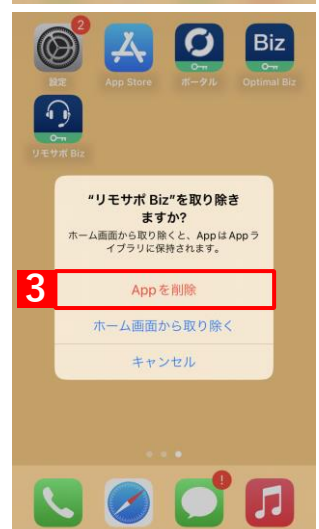 2
Biz
設定
App Store
ポータル
Optimal Biz
リモサポ Biz
“リモサポ Biz”を取り除き
ますか?
ホーム画面から取り除くと、AppはAppラ
イブラリに保持されます。
3
Appを削除
ホーム画面から取り除く
キャンセル
!